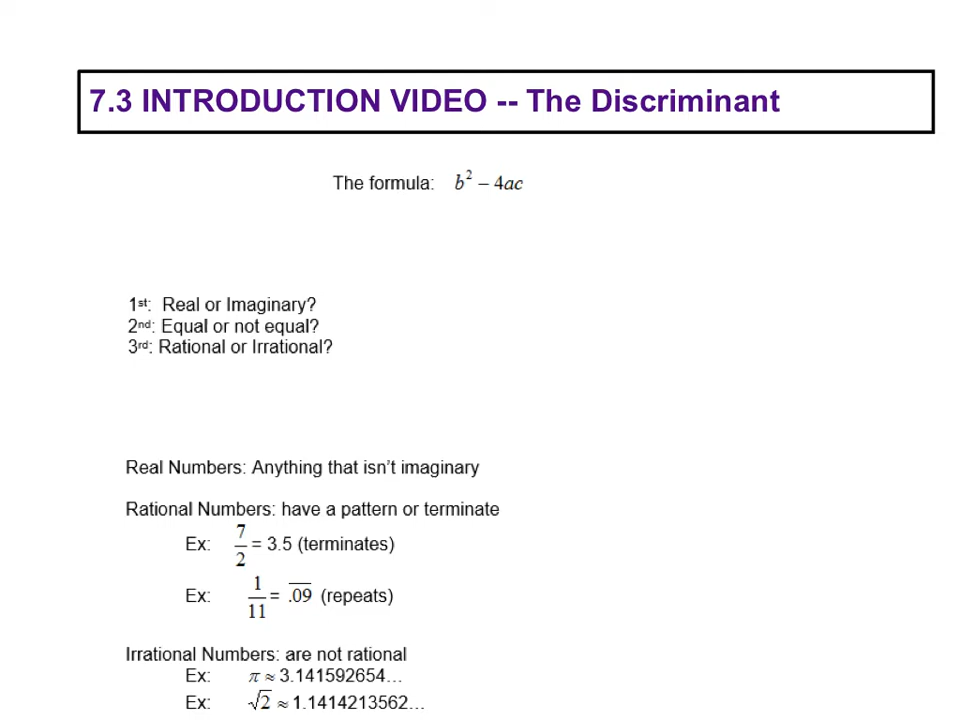 7.3 INTRODUCTION VIDEO -- The Discriminant
The formula: b² – 4ac
1st: Real or Imaginary?
2nd: Equal or not equal?
3rd: Rational or Irrational?
Real Numbers: Anything that isn't imaginary
Rational Numbers: have a pattern or terminate
Ex: 7/2 = 3.5 (terminates)
Ex: 1/11 = .0̅9̅ (repeats)
Irrational Numbers: are not rational
Ex: π ≈ 3.141592654...
Ex: √2 ≈ 1.1414213562...